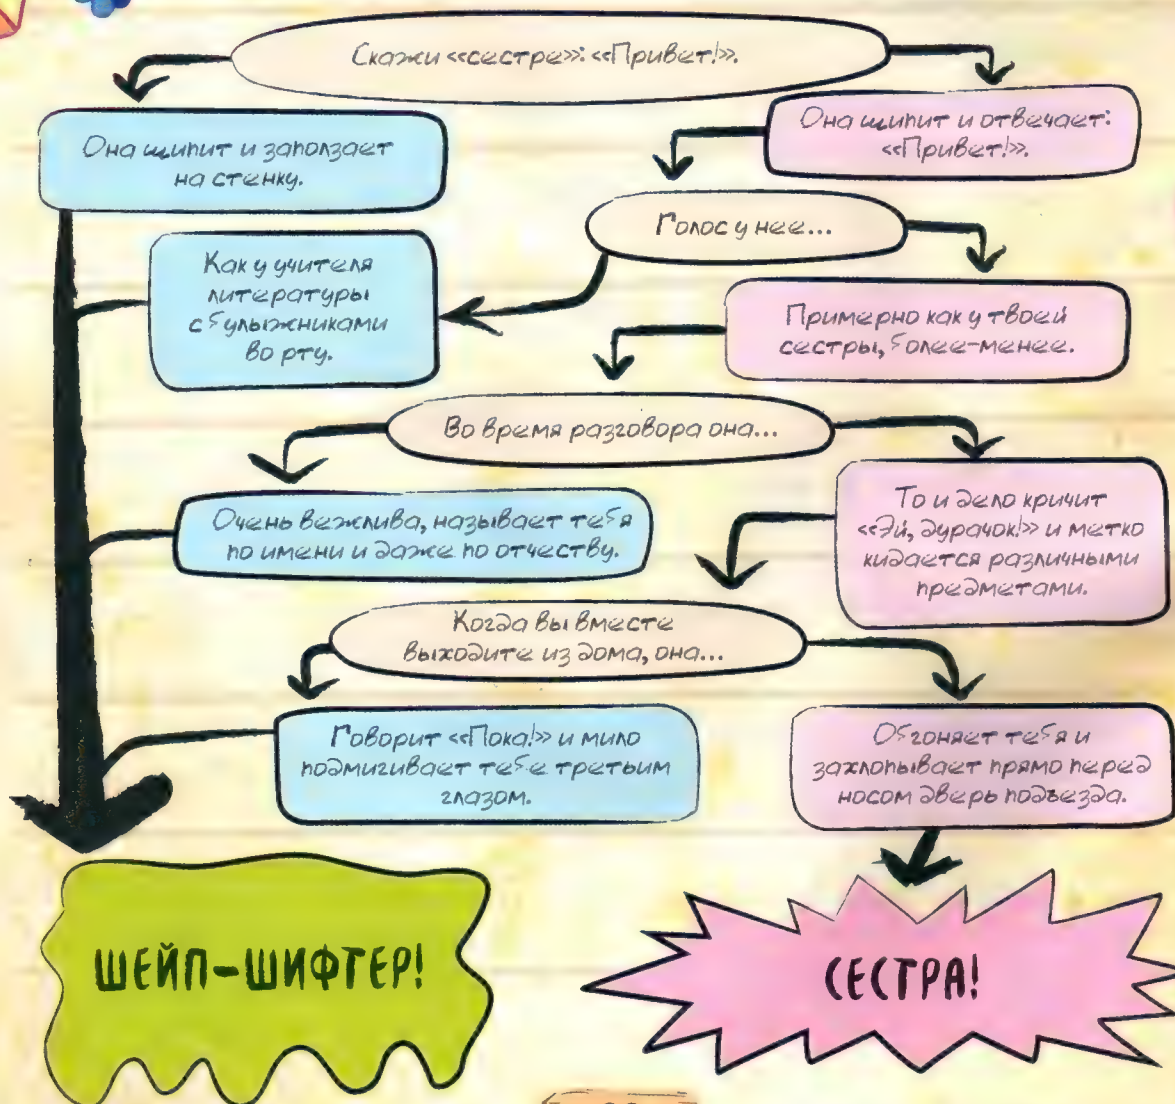 Скажи «сестре»: «Привет!».
Она шипит и заползает
на стенку.
Она шипит и отвечает:
«Привет!».
Голос у нее...
Как у учителя
литературы
с булыжниками
во рту.
Примерно как у твоей
сестры, более-менее.
Во время разговора она...
Очень вежлива, называет тебя
по имени и даже по отчеству.
То и дело кричит
«Эй, дурачок!» и метко
кидается различными
предметами.
Когда вы вместе
выходите из дома, она...
Говорит «Пока!» и мило
подмигивает тебе третьим
глазом.
Обгоняет тебя и
захлопывает прямо перед
носом дверь подъезда.
ШЕЙП-ШИФТЕР!
СЕСТРА!